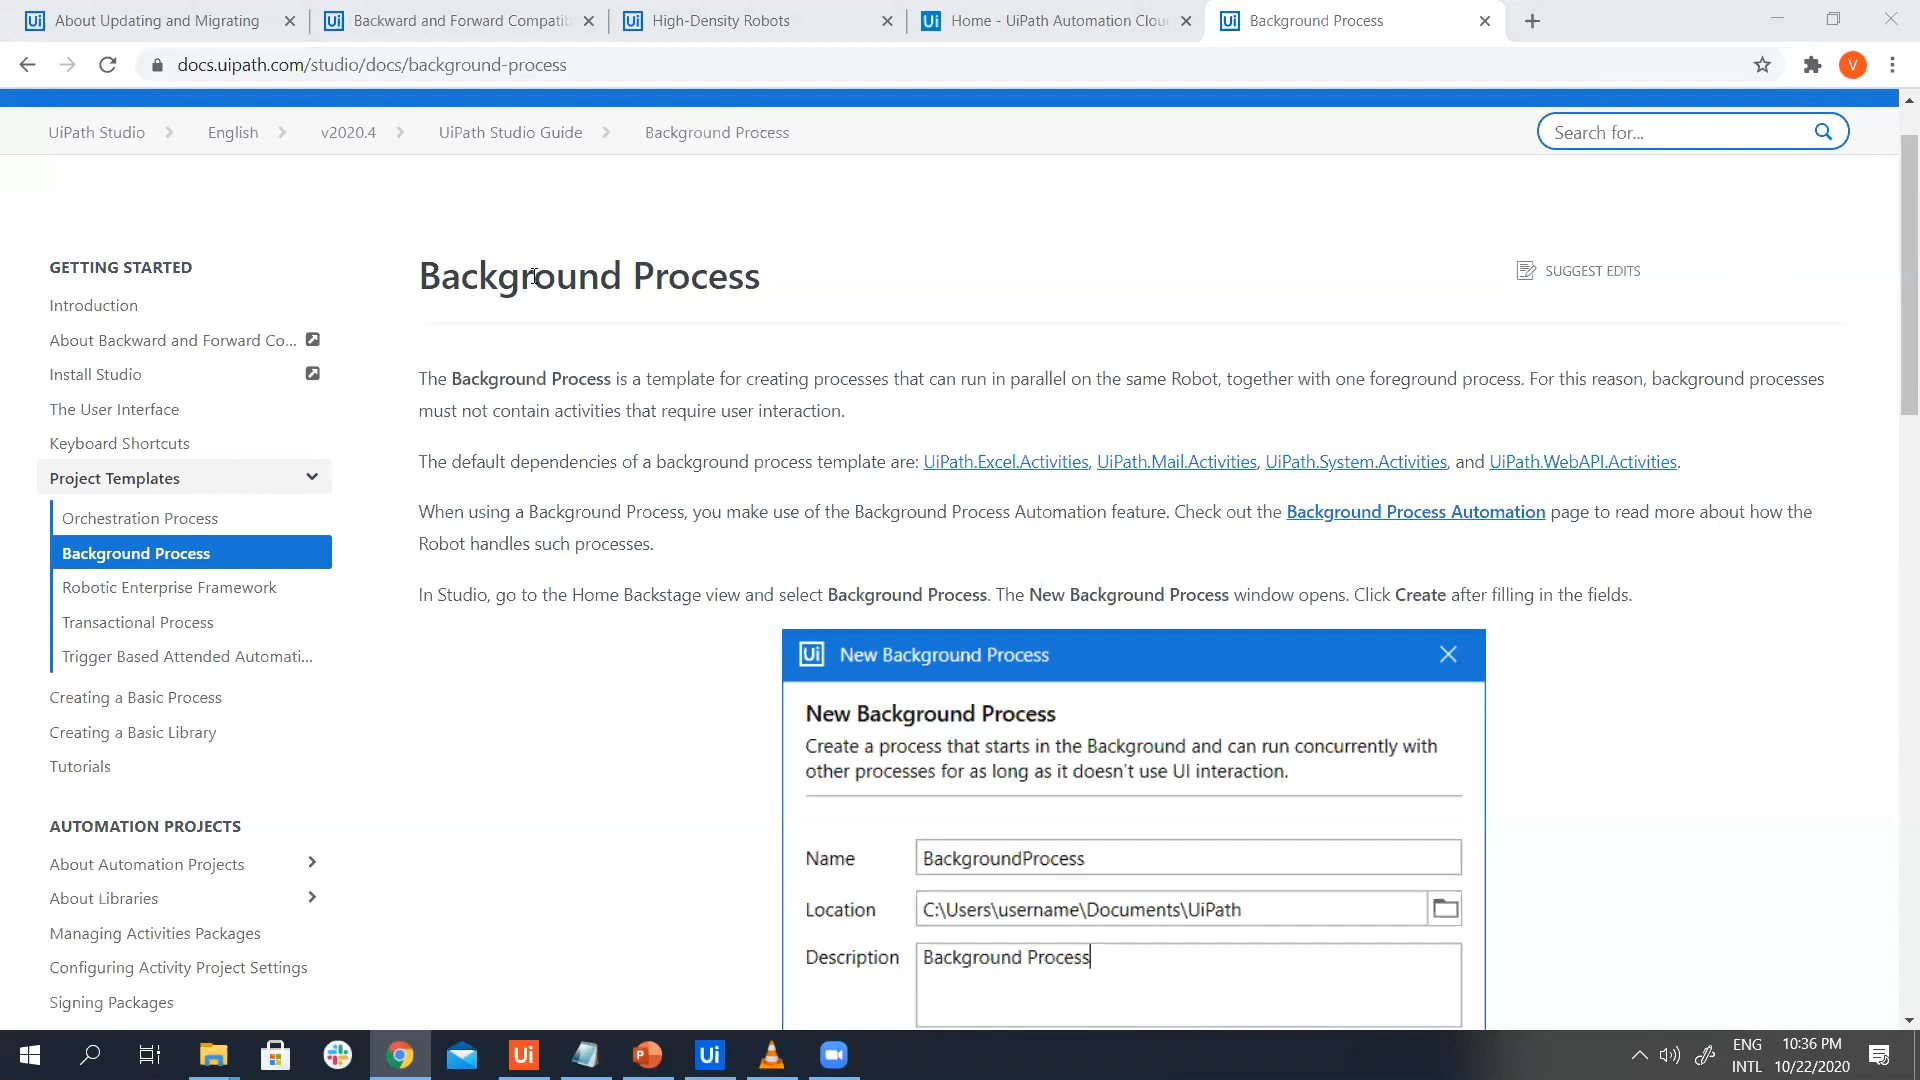 About Updating and Migrating
Backward and Forward Compatib
High-Density Robots
Home - UiPath Automation Clou
Background Process
docs.uipath.com/studio/docs/background-process
V
UiPath Studio
English
v2020.4
UiPath Studio Guide
Background Process
Search for...
GETTING STARTED
Introduction
About Backward and Forward Co...
Install Studio
The User Interface
Keyboard Shortcuts
Project Templates
Orchestration Process
Background Process
Robotic Enterprise Framework
Transactional Process
Trigger Based Attended Automati...
Creating a Basic Process
Creating a Basic Library
Tutorials
AUTOMATION PROJECTS
About Automation Projects
About Libraries
Managing Activities Packages
Configuring Activity Project Settings
Signing Packages
Background Process
SUGGEST EDITS
The Background Process is a template for creating processes that can run in parallel on the same Robot, together with one foreground process. For this reason, background processes
must not contain activities that require user interaction.
The default dependencies of a background process template are: UiPath.Excel.Activities, UiPath.Mail.Activities, UiPath.System.Activities, and UiPath.WebAPI.Activities.
When using a Background Process, you make use of the Background Process Automation feature. Check out the Background Process Automation page to read more about how the
Robot handles such processes.
In Studio, go to the Home Backstage view and select Background Process. The New Background Process window opens. Click Create after filling in the fields.
Ui New Background Process
New Background Process
Create a process that starts in the Background and can run concurrently with
other processes for as long as it doesn't use UI interaction.
Name BackgroundProcess
Location C:\Users\username\Documents\UiPath
Description Background Process
ENG
INTL
10:36 PM
10/22/2020